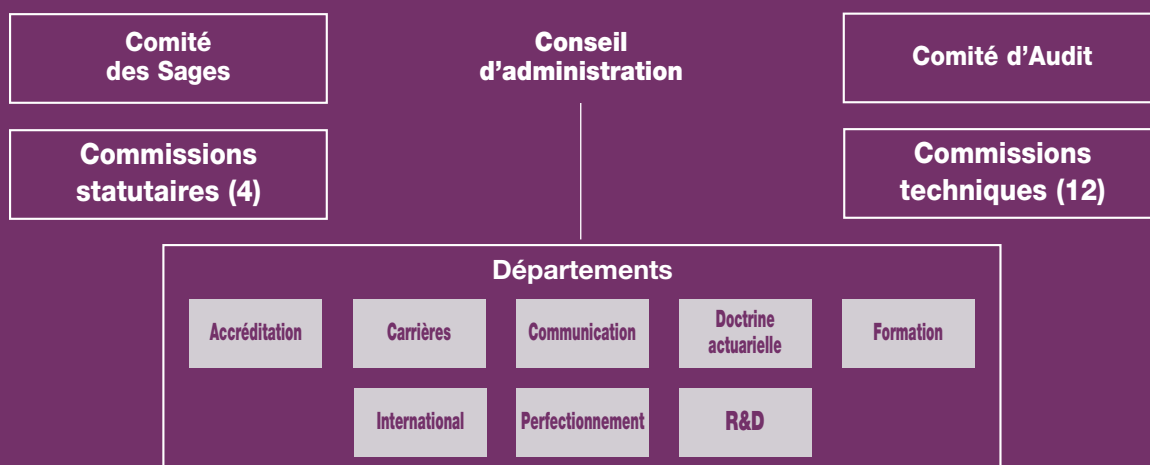 Comité
des Sages
Conseil
d'administration
Comité d'Audit
Commissions
statutaires (4)
Commissions
techniques (12)
Départements
Accréditation
Carrières
Communication
Doctrine
actuarielle
Formation
International
Perfectionnement
R&D